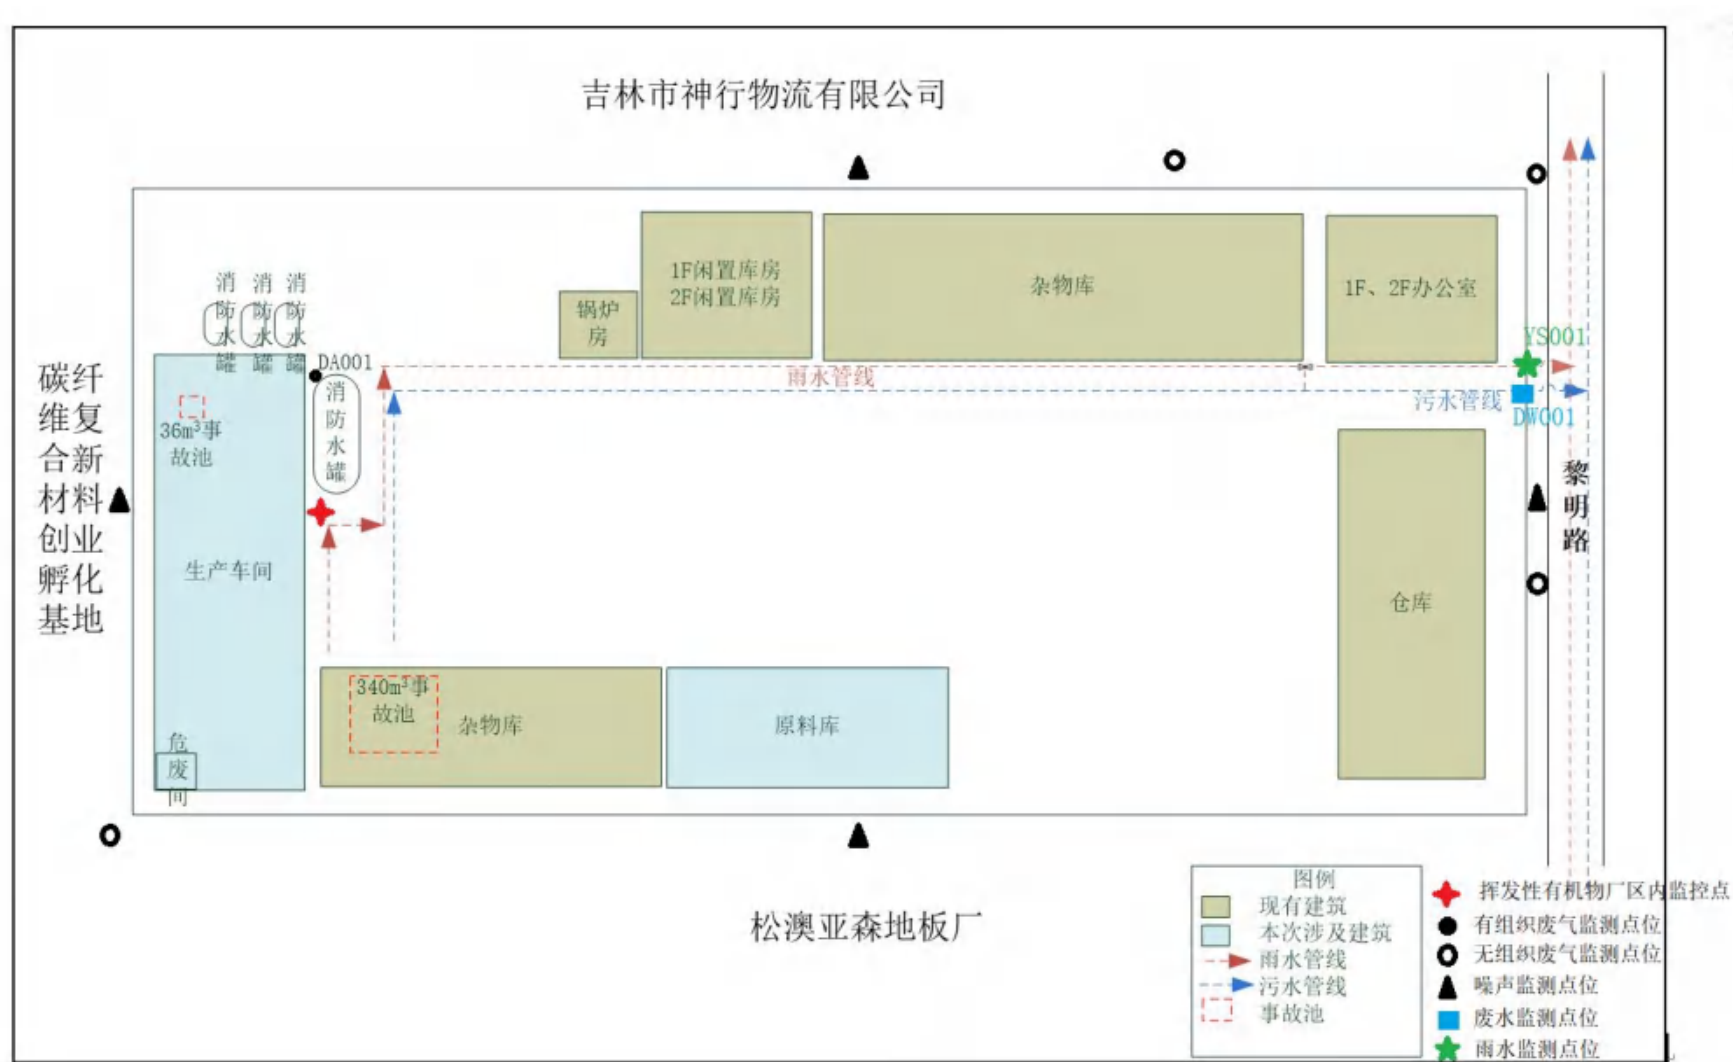 吉林市神行物流有限公司
1F闲置库房
2F闲置库房
杂物库
1F、2F办公室
锅炉
房
消防水罐
消防水罐
消防水罐
DA001
消防水罐
雨水管线
YS001
污水管线
DW001
碳纤
维复
合新
材料
创业
孵化
基地
36m³事
故池
生产车间
危废间
黎明路
仓库
340m³事
故池
杂物库
原料库
松澳亚森地板厂
图例
现有建筑
本次涉及建筑
雨水管线
污水管线
事故池
挥发性有机物厂区内监控点
有组织废气监测点位
无组织废气监测点位
噪声监测点位
废水监测点位
雨水监测点位